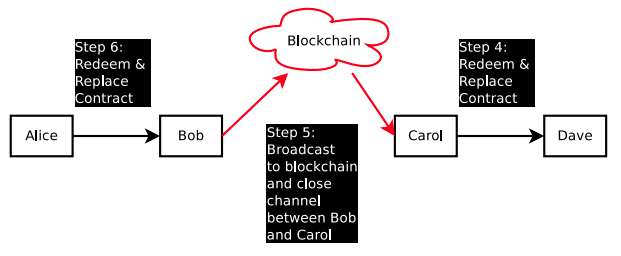 Step 6:
Redeem &
Replace
Contract
Blockchain
Step 4:
Redeem &
Replace
Contract
Alice
Bob
Step 5:
Broadcast
to blockchain
and close
channel
between Bob
and Carol
Carol
Dave